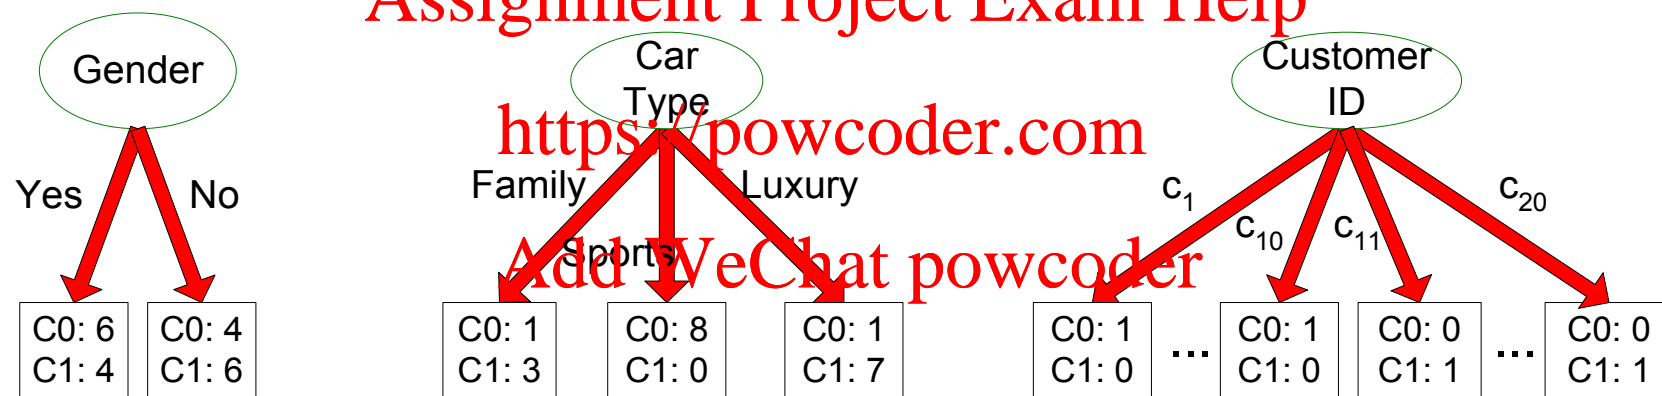 Assignment Project Exam Help
Gender
Car
Type
Customer
ID
https://powcoder.com
Yes
No
Family
Luxury
Sports
c1
c10
c11
c20
Add WeChat powcoder
C0: 6
C1: 4
C0: 4
C1: 6
C0: 1
C1: 3
C0: 8
C1: 0
C0: 1
C1: 7
C0: 1
C1: 0
...
C0: 1
C1: 0
C0: 0
C1: 1
...
C0: 0
C1: 1